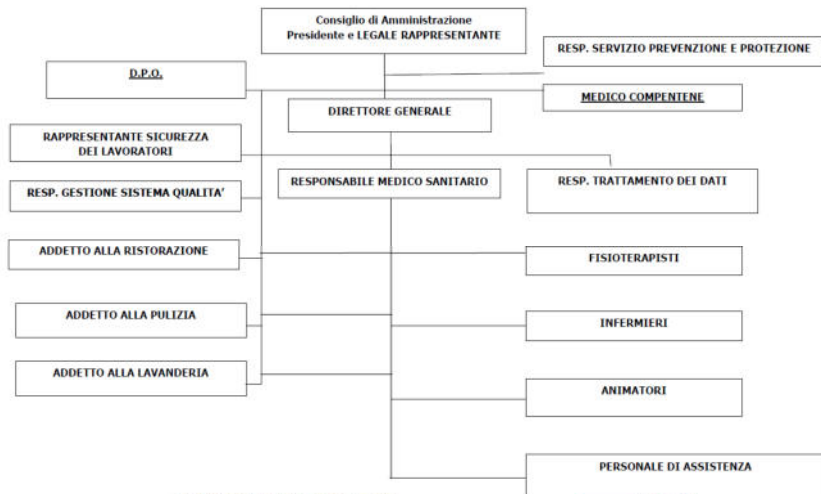 Consiglio di Amministrazione
Presidente e LEGALE RAPPRESENTANTE
RESP. SERVIZIO PREVENZIONE E PROTEZIONE
D.P.O.
MEDICO COMPENTENE
DIRETTORE GENERALE
RAPPRESENTANTE SICUREZZA
DEI LAVORATORI
RESPONSABILE MEDICO SANITARIO
RESP. TRATTAMENTO DEI DATI
RESP. GESTIONE SISTEMA QUALITA'
ADDETTO ALLA RISTORAZIONE
FISIOTERAPISTI
ADDETTO ALLA PULIZIA
INFERMIERI
ADDETTO ALLA LAVANDERIA
ANIMATORI
PERSONALE DI ASSISTENZA